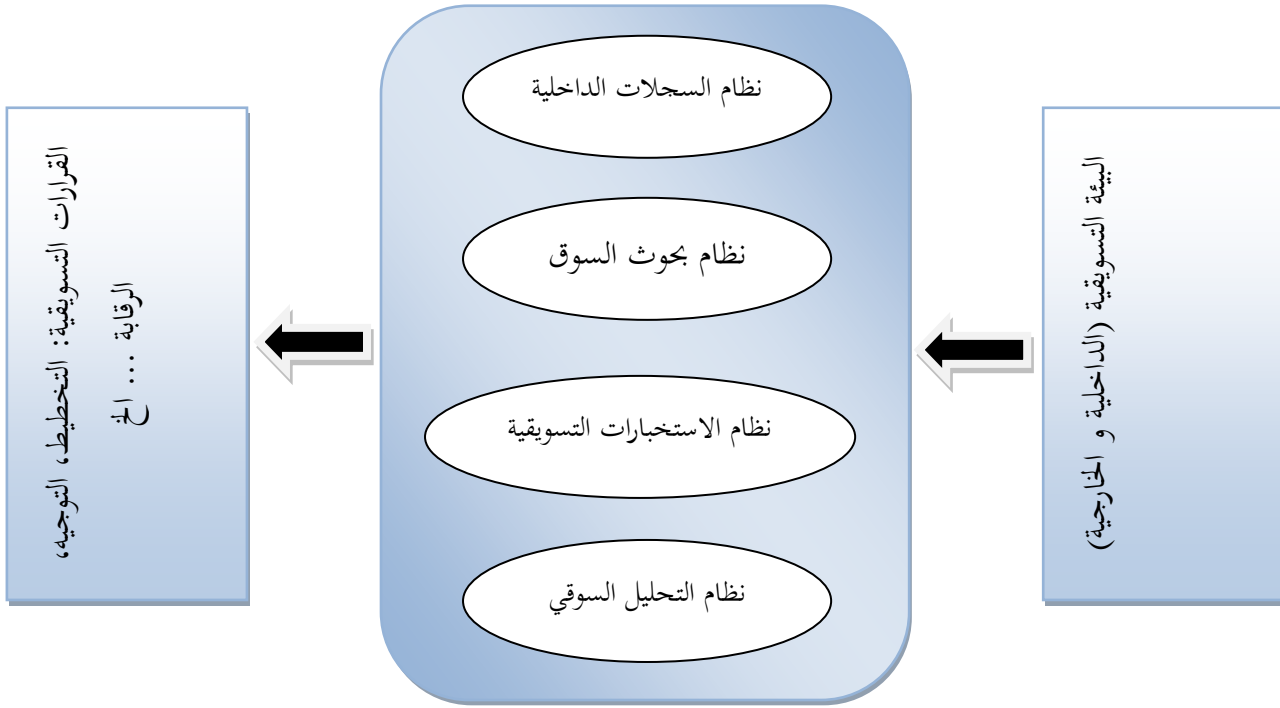 البيئة التسويقية (الداخلية و الخارجية)
نظام السجلات الداخلية
نظام بحوث السوق
نظام الاستخبارات التسويقية
نظام التحليل السوقي
القرارات التسويقية: التخطيط، التوجيه،
الرقابة ... الخ